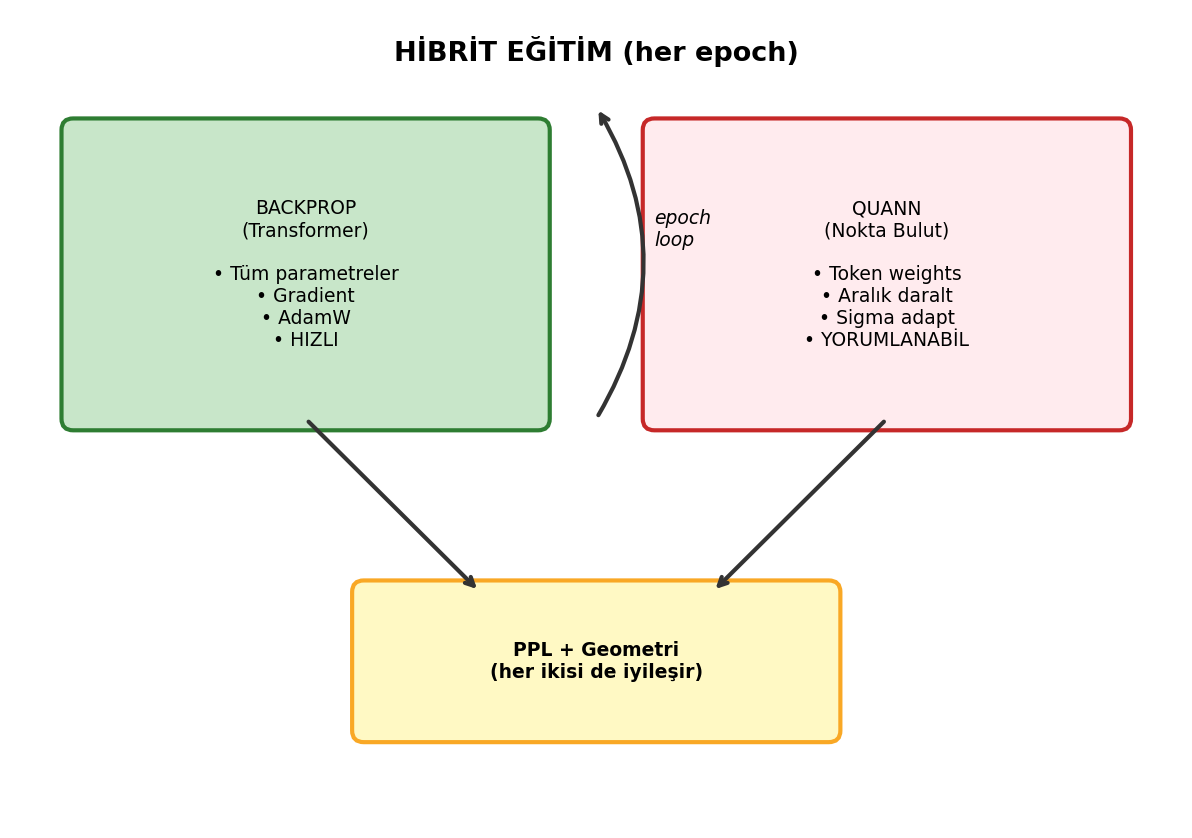 HİBRİT EĞİTİM (her epoch)
BACKPROP
(Transformer)
• Tüm parametreler
• Gradient
• AdamW
• HIZLI
epoch
loop
QUANN
(Nokta Bulut)
• Token weights
• Aralık daralt
• Sigma adapt
• YORUMLANABİL
PPL + Geometri
(her ikisi de iyileşir)